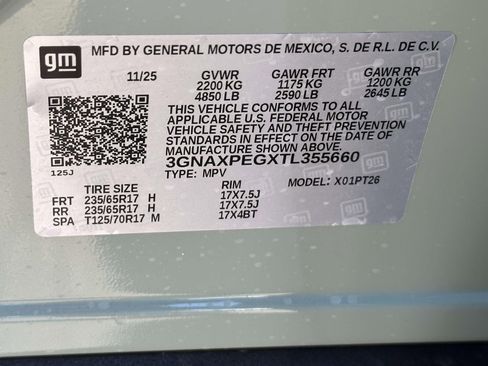 gm
MFD BY GENERAL MOTORS DE MEXICO, S. DE R.L. DE C.V.
11/25 GVWR GAWR FRT GAWR RR
2200 KG 1175 KG 1200 KG
4850 LB 2590 LB 2645 LB
THIS VEHICLE CONFORMS TO ALL
APPLICABLE U.S. FEDERAL MOTOR
VEHICLE SAFETY AND THEFT PREVENTION
STANDARDS IN EFFECT ON THE DATE OF
MANUFACTURE SHOWN ABOVE.
3GNAXPEGXTL355660
125J TYPE: MPV MODEL: X01PT26
TIRE SIZE RIM
FRT 235/65R17 H 17X7.5J
RR 235/65R17 H 17X7.5J
SPA T125/70R17 M 17X4BT